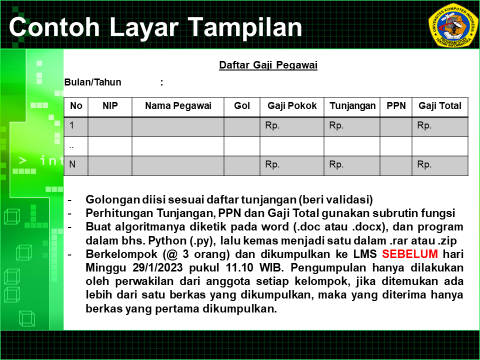 Contoh Layar Tampilan
Daftar Gaji Pegawai
Bulan/Tahun :
No NIP Nama Pegawai Gol Gaji Pokok Tunjangan PPN Gaji Total
1 Rp. Rp. Rp.
..
N Rp. Rp. Rp.
- Golongan diisi sesuai daftar tunjangan (beri validasi)
- Perhitungan Tunjangan, PPN dan Gaji Total gunakan subrutin fungsi
- Buat algoritmanya diketik pada word (.doc atau .docx), dan program
dalam bhs. Python (.py), lalu kemas menjadi satu dalam .rar atau .zip
- Berkelompok (@ 3 orang) dan dikumpulkan ke LMS SEBELUM hari
Minggu 29/1/2023 pukul 11.10 WIB. Pengumpulan hanya dilakukan
oleh perwakilan dari anggota setiap kelompok, jika ditemukan ada
lebih dari satu berkas yang dikumpulkan, maka yang diterima hanya
berkas yang pertama dikumpulkan.
> int